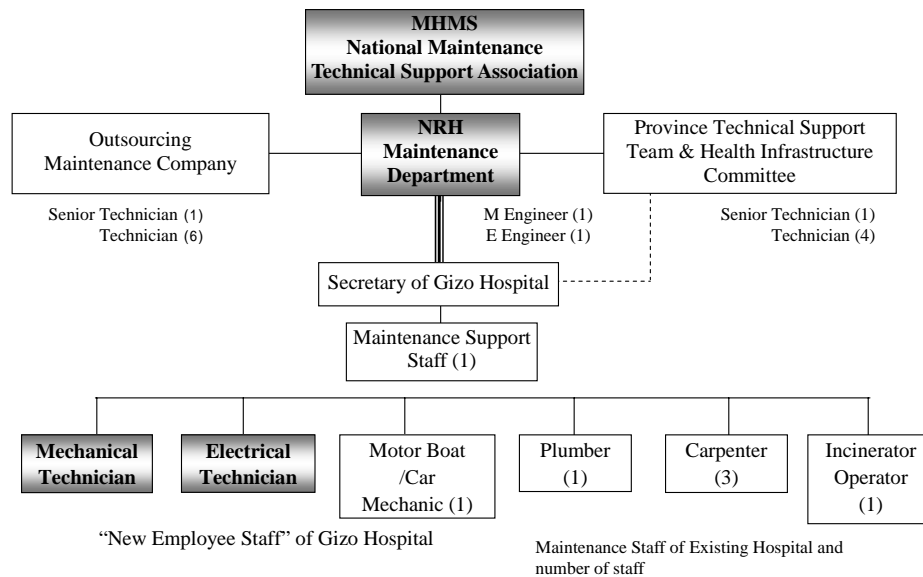 MHMS
National Maintenance
Technical Support Association
Outsourcing
Maintenance Company
NRH
Maintenance
Department
Province Technical Support
Team & Health Infrastructure
Committee
Senior Technician (1)
Technician (6)
M Engineer (1)
E Engineer (1)
Senior Technician (1)
Technician (4)
Secretary of Gizo Hospital
Maintenance Support
Staff (1)
Mechanical
Technician
Electrical
Technician
Motor Boat
/Car
Mechanic (1)
Plumber
(1)
Carpenter
(3)
Incinerator
Operator
(1)
“New Employee Staff” of Gizo Hospital
Maintenance Staff of Existing Hospital and
number of staff